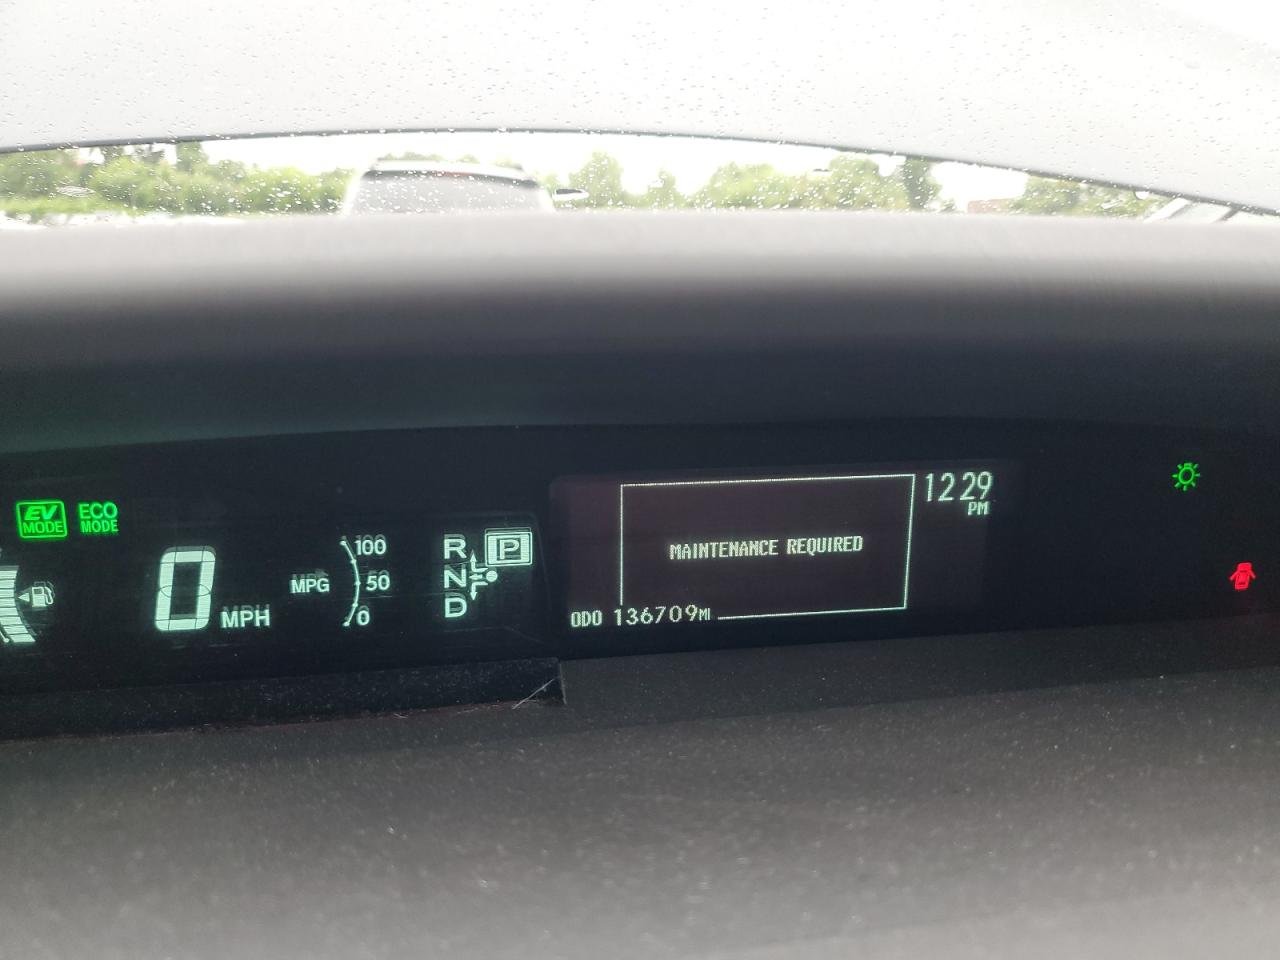 EV
MODE
ECO
MODE
0
MPH
MPG
100
50
0
R
N
D
P
MAINTENANCE REQUIRED
12:29
PM
ODO 136709MI